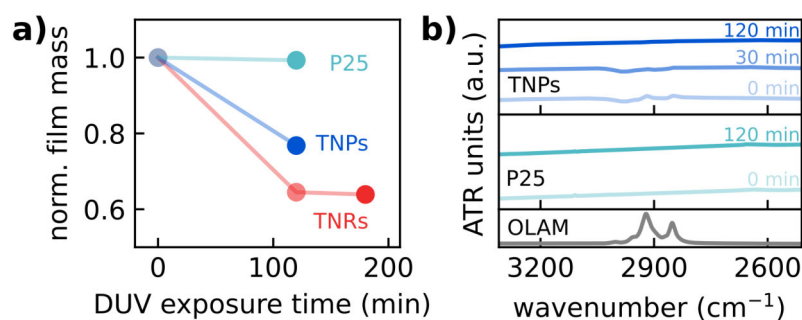 a)
norm. film mass
1.0
0.8
0.6
P25
TNPs
TNRs
0
100
200
DUV exposure time (min)
b)
ATR units (a.u.)
120 min
30 min
TNPs
0 min
120 min
P25
0 min
OLAM
3200
2900
2600
wavenumber (cm⁻¹)